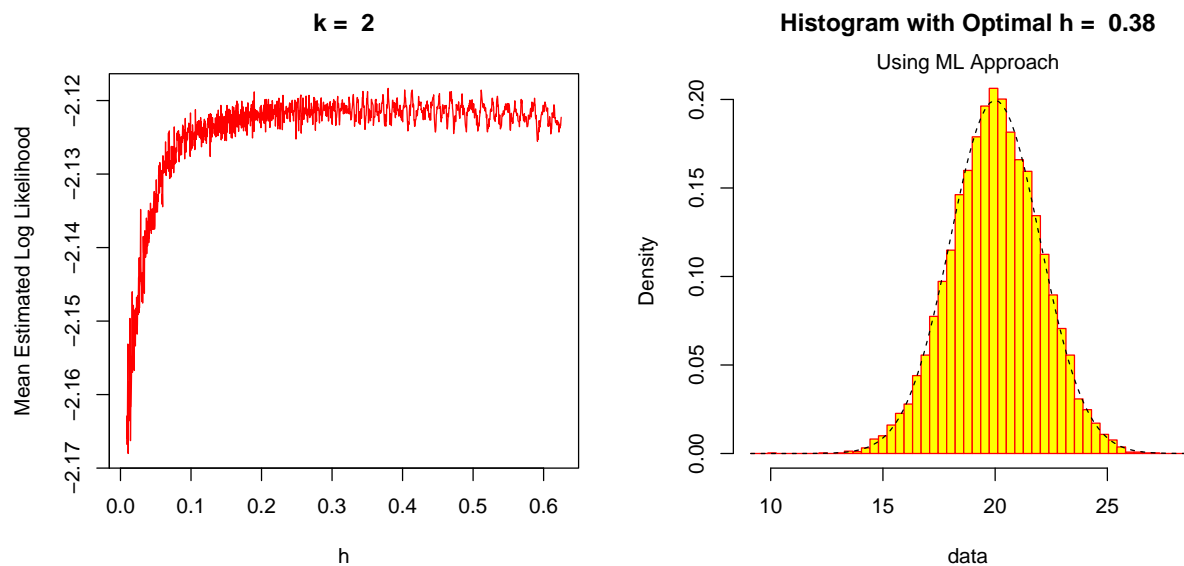 k =  2
Mean Estimated Log Likelihood
−2.12
−2.13
−2.14
−2.15
−2.16
−2.17
0.0 0.1 0.2 0.3 0.4 0.5 0.6
h
Histogram with Optimal h =  0.38
Using ML Approach
Density
0.20
0.15
0.10
0.05
0.00
10 15 20 25
data